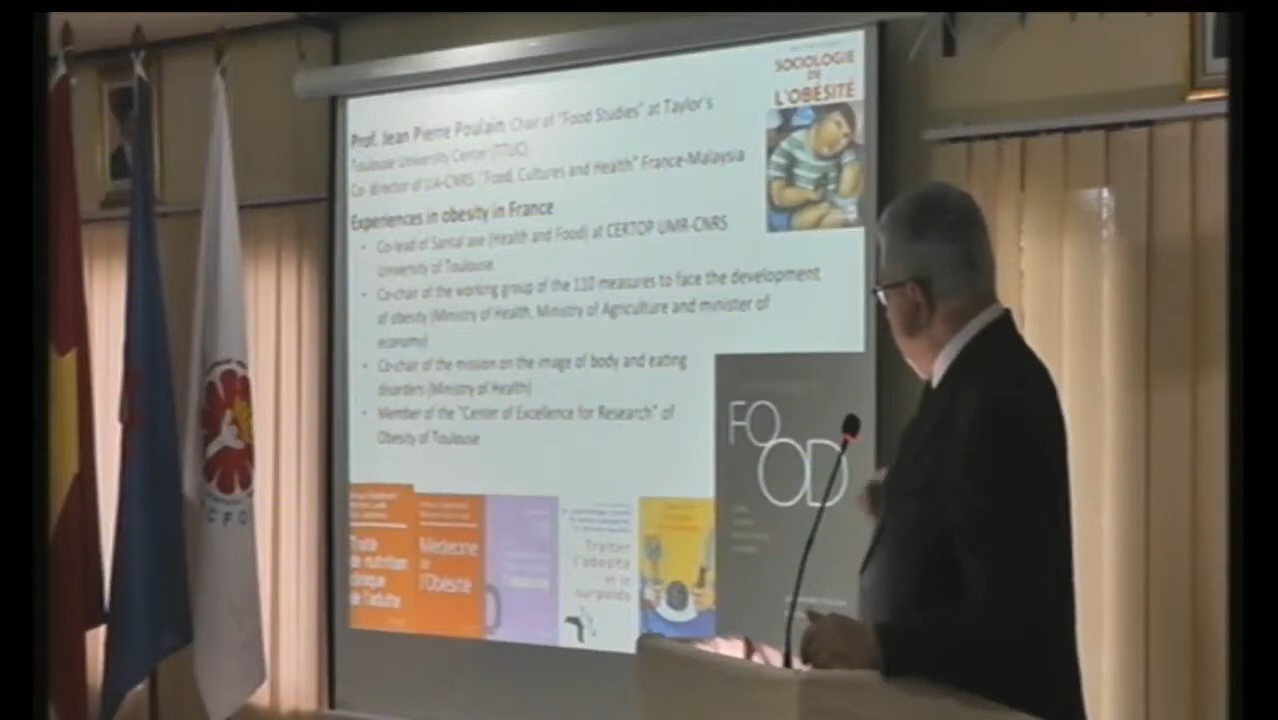 Prof. Jean Pierre Poulain Chair of "Food Studies" at Taylor's
Toulouse University Center (TTUC)
Co-director of LIA-CNRS "Food, Cultures and Health" France-Malaysia
Experiences in obesity in France
• Co-lead of Santal axe (Health and Food) at CERTOP UMR-CNRS
University of Toulouse
• Co-chair of the working group of the 110 measures to face the development
of obesity (Ministry of Health, Ministry of Agriculture and minister of
economy)
• Co-chair of the mission on the image of body and eating
disorders (Ministry of Health)
• Member of the "Center of Excellence for Research" of
Obesity of Toulouse
SOCIOLOGIE
DE
L'OBÉSITÉ
Traité
de nutrition
clinique
de l'adulte
Médecine
de
l'Obésité
Traiter
l'obésité
et le
surpoids
FO
OD
CFO